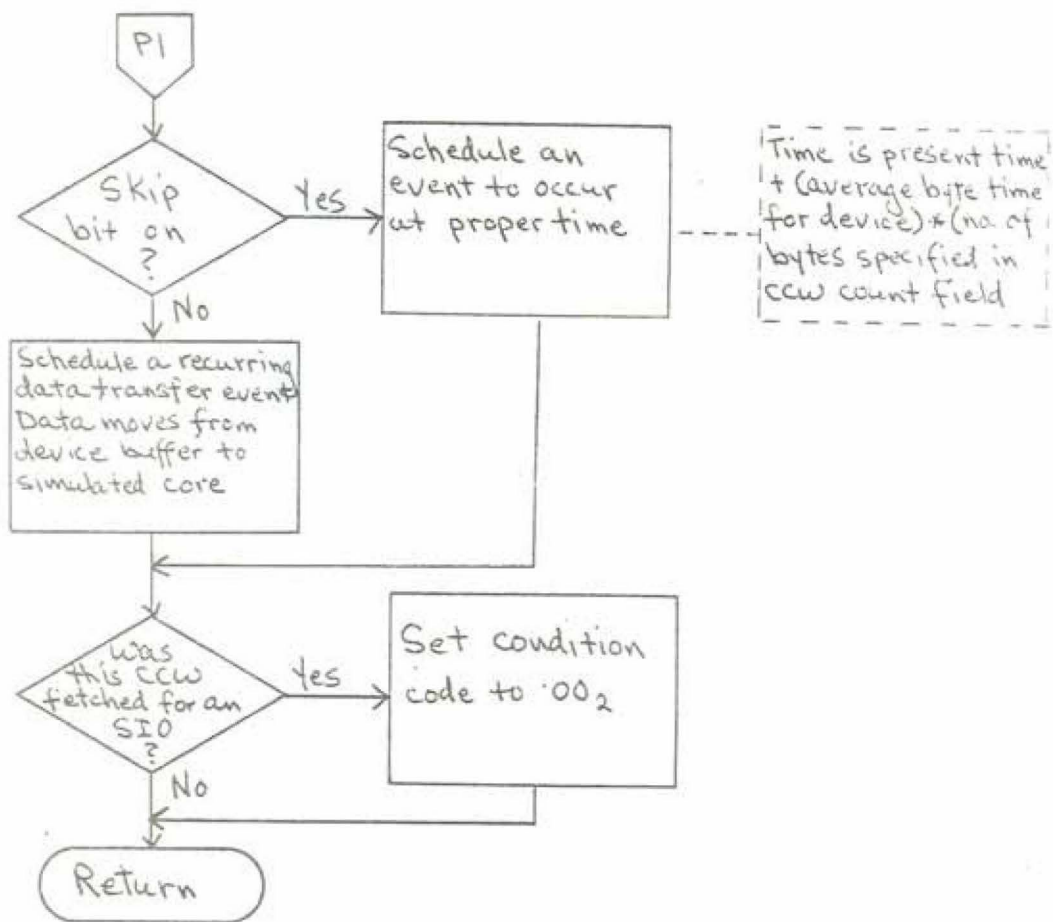 P1
Skip
bit on
?
Yes
No
Schedule an
event to occur
at proper time
Time is present time
+ (average byte time
for device) * (no. of
bytes specified in
CCW count field
Schedule a recurring
data transfer event
Data moves from
device buffer to
simulated core
was
this CCW
fetched for an
SIO
?
Yes
No
Set condition
code to 00₂
Return